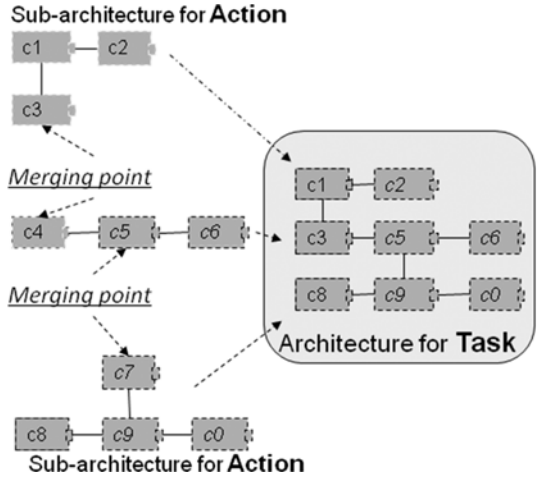 Sub-architecture for Action
c1 c2
c3
Merging point
c4 c5 c6
Merging point
c7
c8 c9 c0
Sub-architecture for Action
c1 c2
c3 c5 c6
c8 c9 c0
Architecture for Task